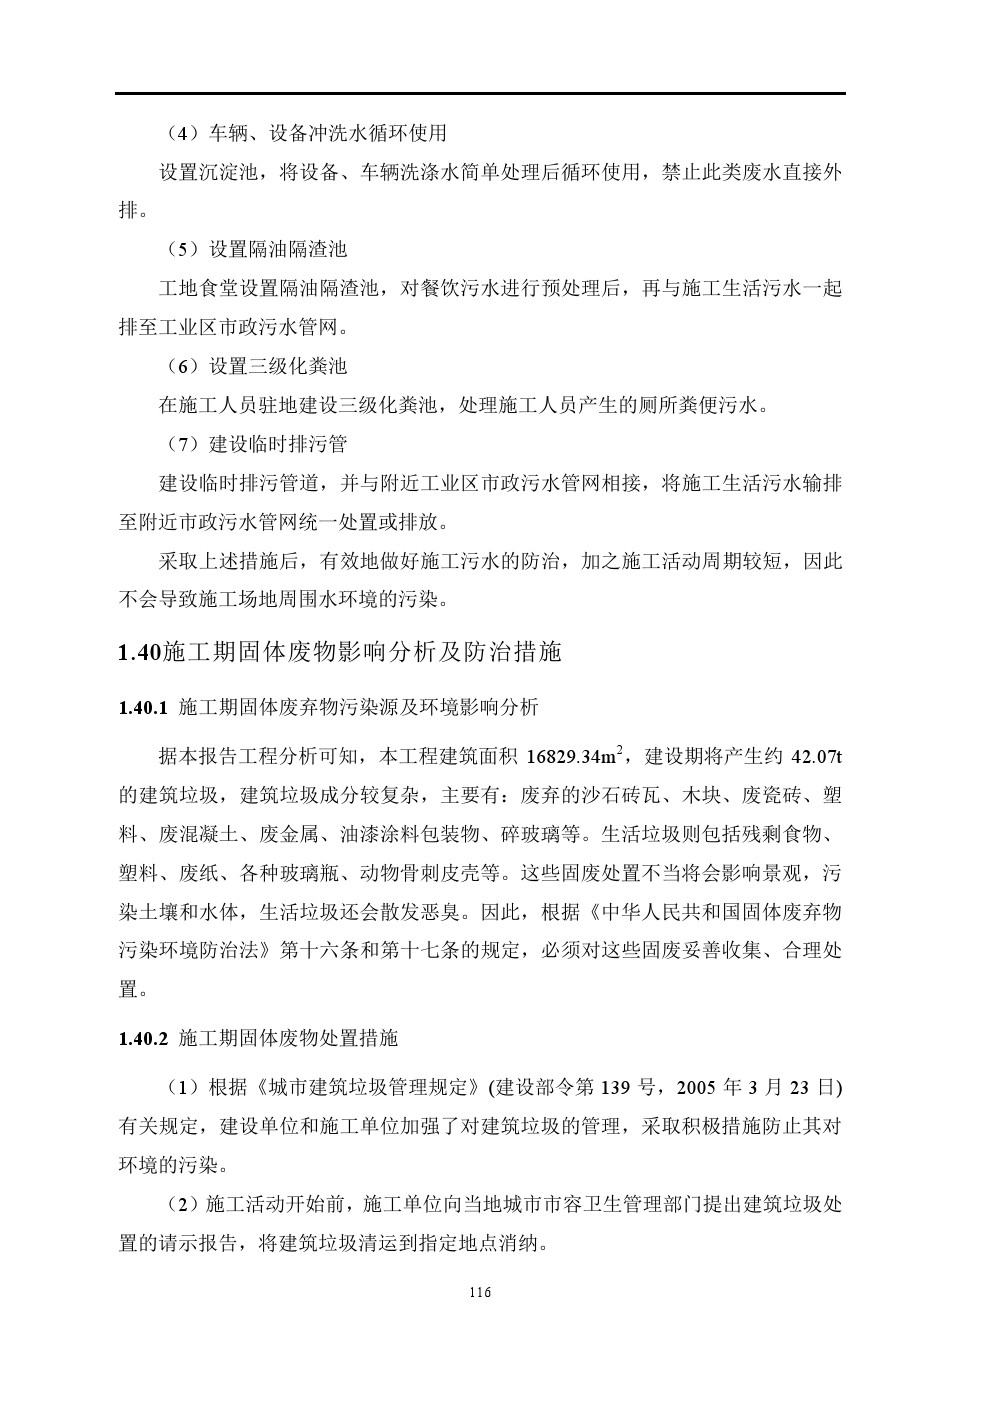 （4）车辆、设备冲洗水循环使用
设置沉淀池，将设备、车辆洗涤水简单处理后循环使用，禁止此类废水直接外
排。
（5）设置隔油隔渣池
工地食堂设置隔油隔渣池，对餐饮污水进行预处理后，再与施工生活污水一起
排至工业区市政污水管网。
（6）设置三级化粪池
在施工人员驻地建设三级化粪池，处理施工人员产生的厕所粪便污水。
（7）建设临时排污管
建设临时排污管道，并与附近工业区市政污水管网相接，将施工生活污水输排
至附近市政污水管网统一处置或排放。
采取上述措施后，有效地做好施工污水的防治，加之施工活动周期较短，因此
不会导致施工场地周围水环境的污染。
1.40施工期固体废物影响分析及防治措施
1.40.1 施工期固体废弃物污染源及环境影响分析
据本报告工程分析可知，本工程建筑面积 16829.34m²，建设期将产生约 42.07t
的建筑垃圾，建筑垃圾成分较复杂，主要有：废弃的沙石砖瓦、木块、废瓷砖、塑
料、废混凝土、废金属、油漆涂料包装物、碎玻璃等。生活垃圾则包括残剩食物、
塑料、废纸、各种玻璃瓶、动物骨刺皮壳等。这些固废处置不当将会影响景观，污
染土壤和水体，生活垃圾还会散发恶臭。因此，根据《中华人民共和国固体废弃物
污染环境防治法》第十六条和第十七条的规定，必须对这些固废妥善收集、合理处
置。
1.40.2 施工期固体废物处置措施
（1）根据《城市建筑垃圾管理规定》(建设部令第 139 号，2005 年 3 月 23 日)
有关规定，建设单位和施工单位加强了对建筑垃圾的管理，采取积极措施防止其对
环境的污染。
（2）施工活动开始前，施工单位向当地城市市容卫生管理部门提出建筑垃圾处
置的请示报告，将建筑垃圾清运到指定地点消纳。
116